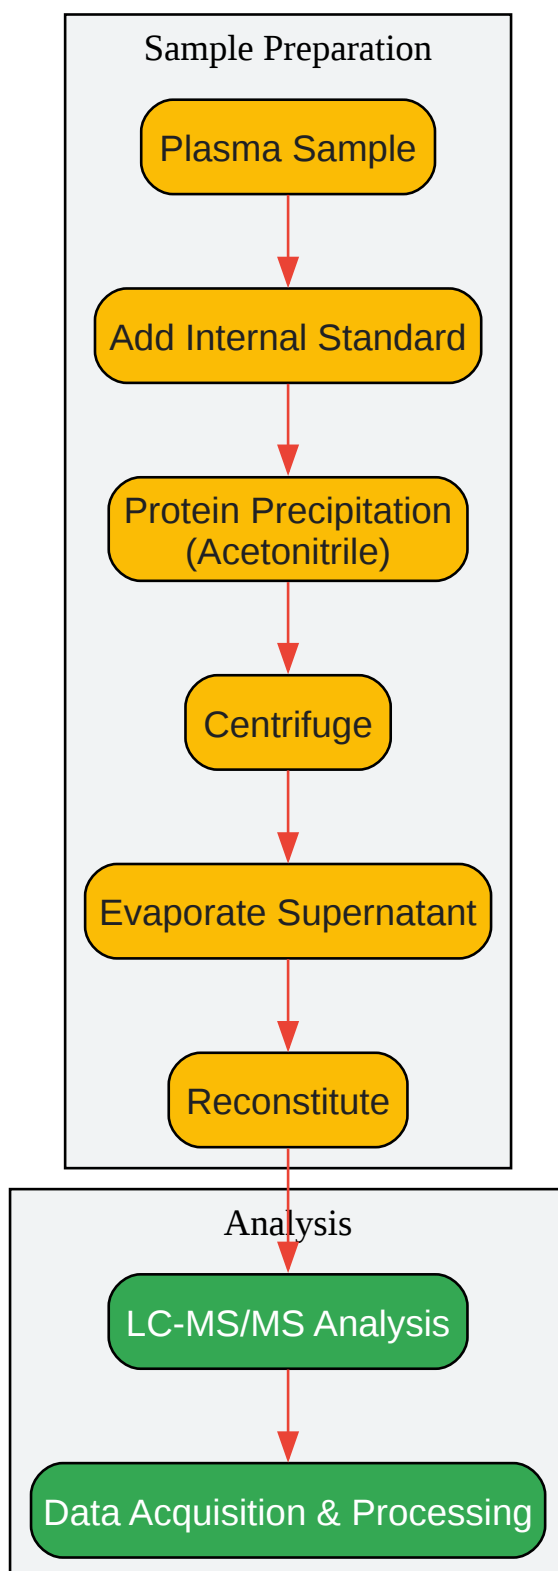 Sample Preparation
Plasma Sample
Add Internal Standard
Protein Precipitation
(Acetonitrile)
Centrifuge
Evaporate Supernatant
Reconstitute
Analysis
LC-MS/MS Analysis
Data Acquisition & Processing